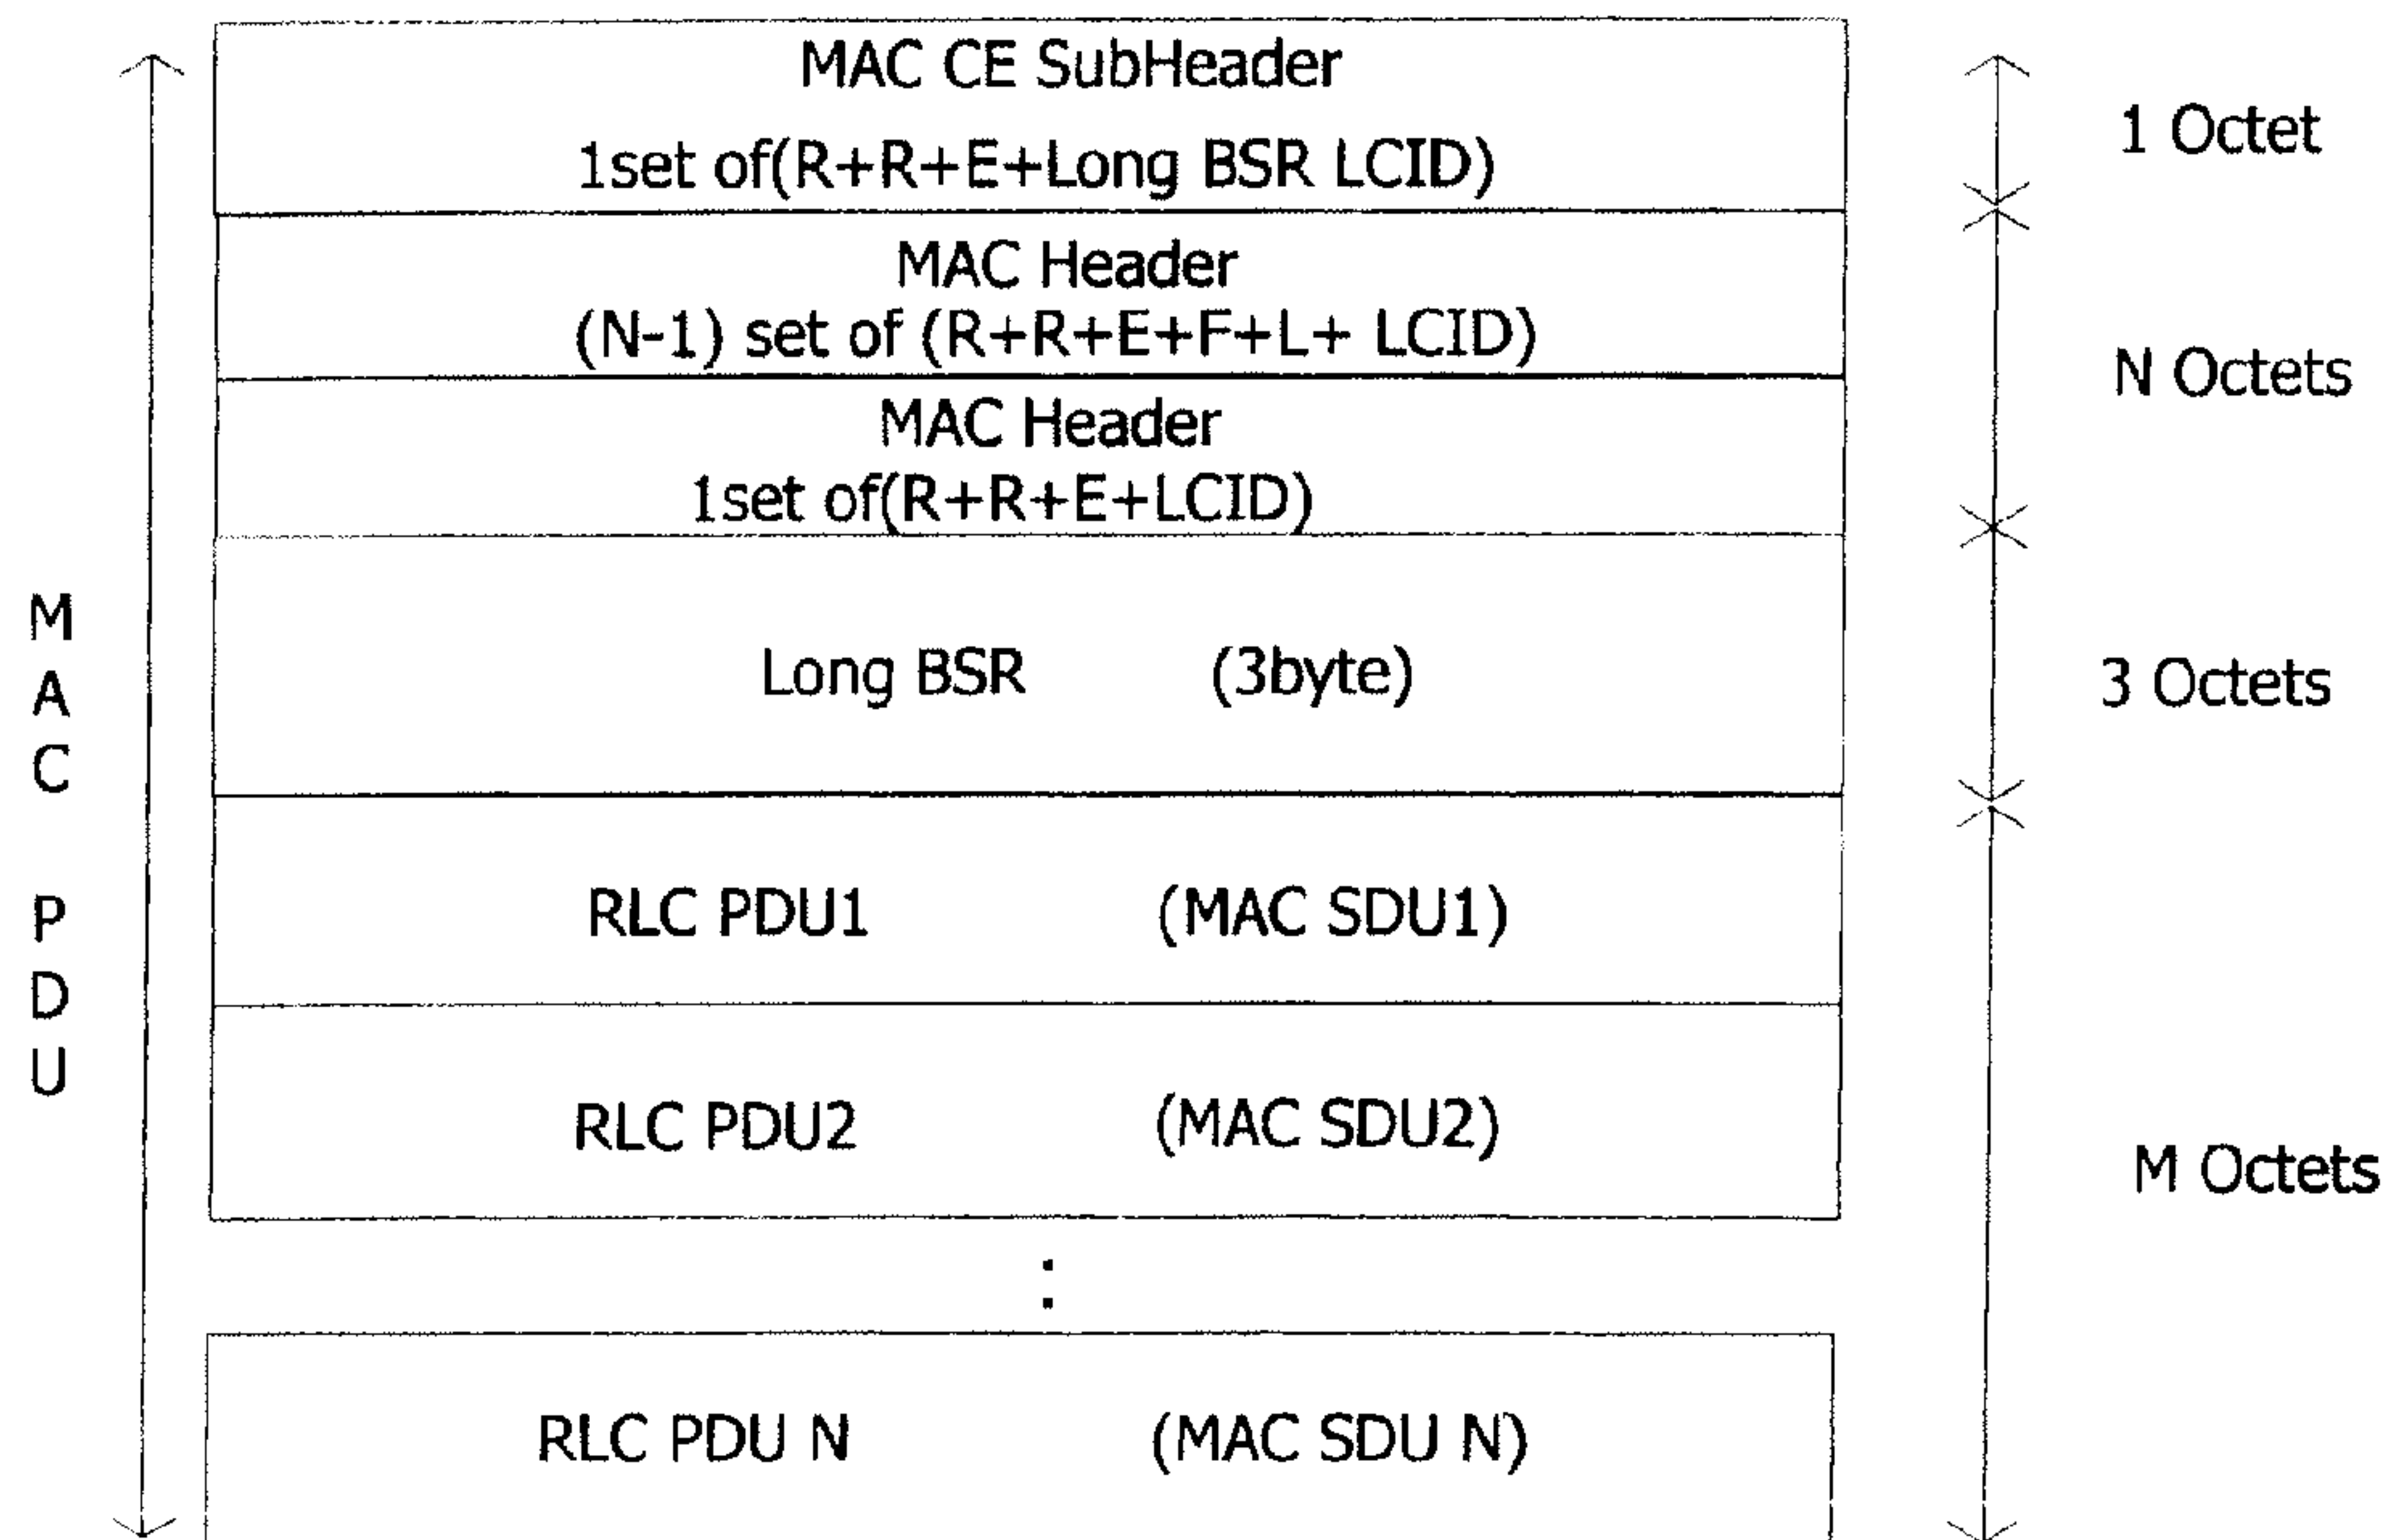 MAC CE SubHeader
1set of(R+R+E+Long BSR LCID)
1 Octet
MAC Header
(N-1) set of (R+R+E+F+L+ LCID)
MAC Header
1set of(R+R+E+LCID)
N Octets
Long BSR (3byte)
3 Octets
RLC PDU1 (MAC SDU1)
RLC PDU2 (MAC SDU2)
:
RLC PDU N (MAC SDU N)
M Octets
MAC PDU